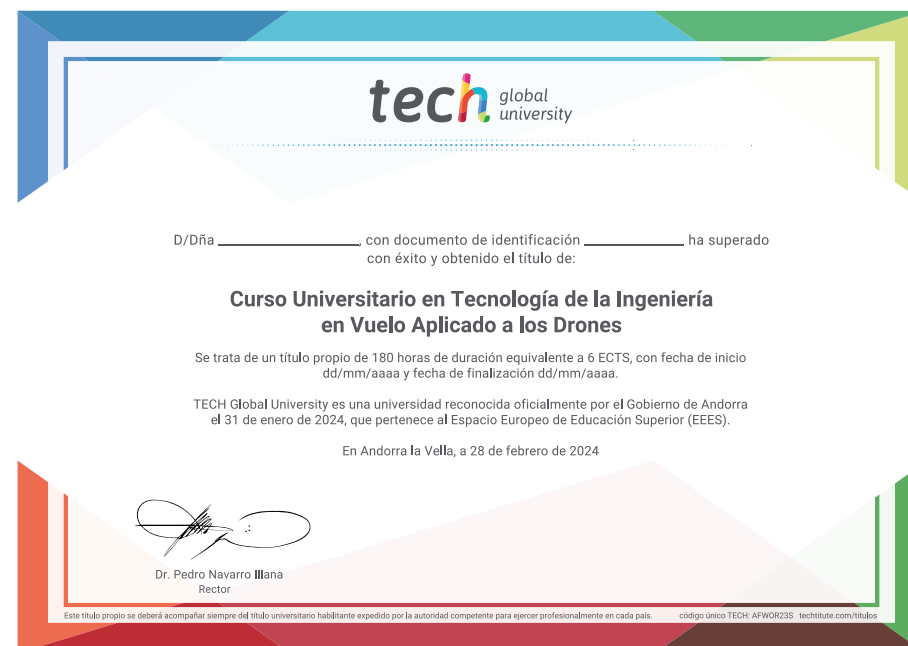 tech global university
D/Dña ____________________, con documento de identificación ______________ ha superado
con éxito y obtenido el título de:
Curso Universitario en Tecnología de la Ingeniería
en Vuelo Aplicado a los Drones
Se trata de un título propio de 180 horas de duración equivalente a 6 ECTS, con fecha de inicio
dd/mm/aaaa y fecha de finalización dd/mm/aaaa.
TECH Global University es una universidad reconocida oficialmente por el Gobierno de Andorra
el 31 de enero de 2024, que pertenece al Espacio Europeo de Educación Superior (EEES).
En Andorra la Vella, a 28 de febrero de 2024
Dr. Pedro Navarro Illana
Rector
Este título propio se deberá acompañar siempre del título universitario habilitante expedido por la autoridad competente para ejercer profesionalmente en cada país. código único TECH: AFWOR23S techtitute.com/titulos